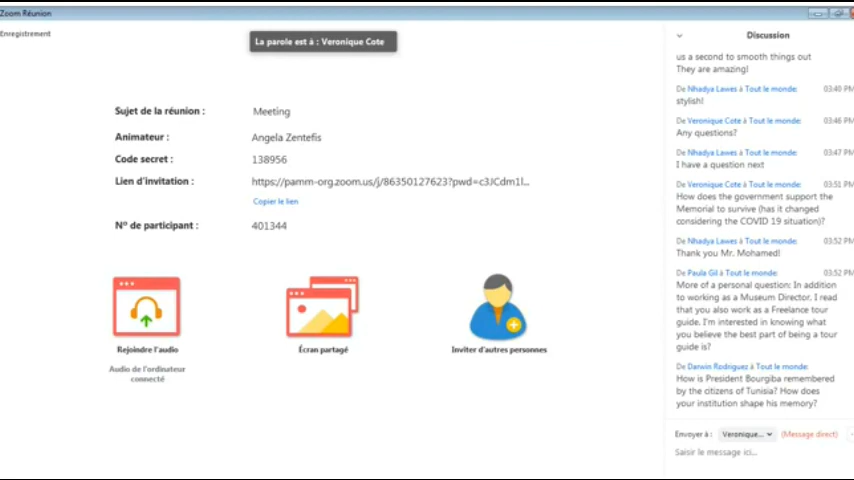 Zoom Réunion
Enregistrement
La parole est à : Veronique Cote
Sujet de la réunion : Meeting
Animateur : Angela Zentefis
Code secret : 138956
Lien d'invitation : https://pamm-org.zoom.us/j/86350127623?pwd=c3JCdm1l...
Copier le lien
N° de participant : 401344
Rejoindre l'audio
Audio de l'ordinateur
connecté
Écran partagé
Inviter d'autres personnes
Discussion
us a second to smooth things out
They are amazing!
De Nhadya Lawes à Tout le monde: 03:40 PM
stylish!
De Veronique Cote à Tout le monde: 03:46 PM
Any questions?
De Nhadya Lawes à Tout le monde: 03:47 PM
I have a question next
De Veronique Cote à Tout le monde: 03:51 PM
How does the government support the
Memorial to survive (has it changed
considering the COVID 19 situation)?
De Nhadya Lawes à Tout le monde: 03:52 PM
Thank you Mr. Mohamed!
De Paula Gil à Tout le monde: 03:52 PM
More of a personal question: In addition
to working as a Museum Director, I read
that you also work as a Freelance tour
guide. I'm interested in knowing what
you believe the best part of being a tour
guide is?
De Darwin Rodriguez à Tout le monde:
How is President Bourgiba remembered
by the citizens of Tunisia? How does
your institution shape his memory?
Envoyer à : Veronique... (Message direct)
Saisir le message ici...